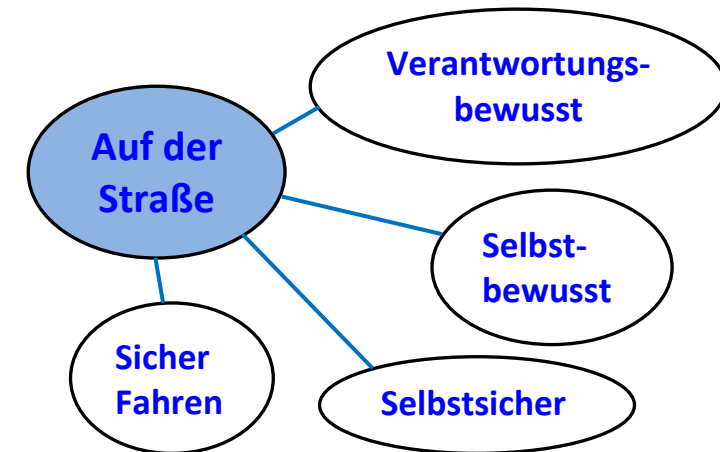 Verantwortungs-
bewusst
Auf der
Straße
Selbst-
bewusst
Sicher
Fahren
Selbstsicher